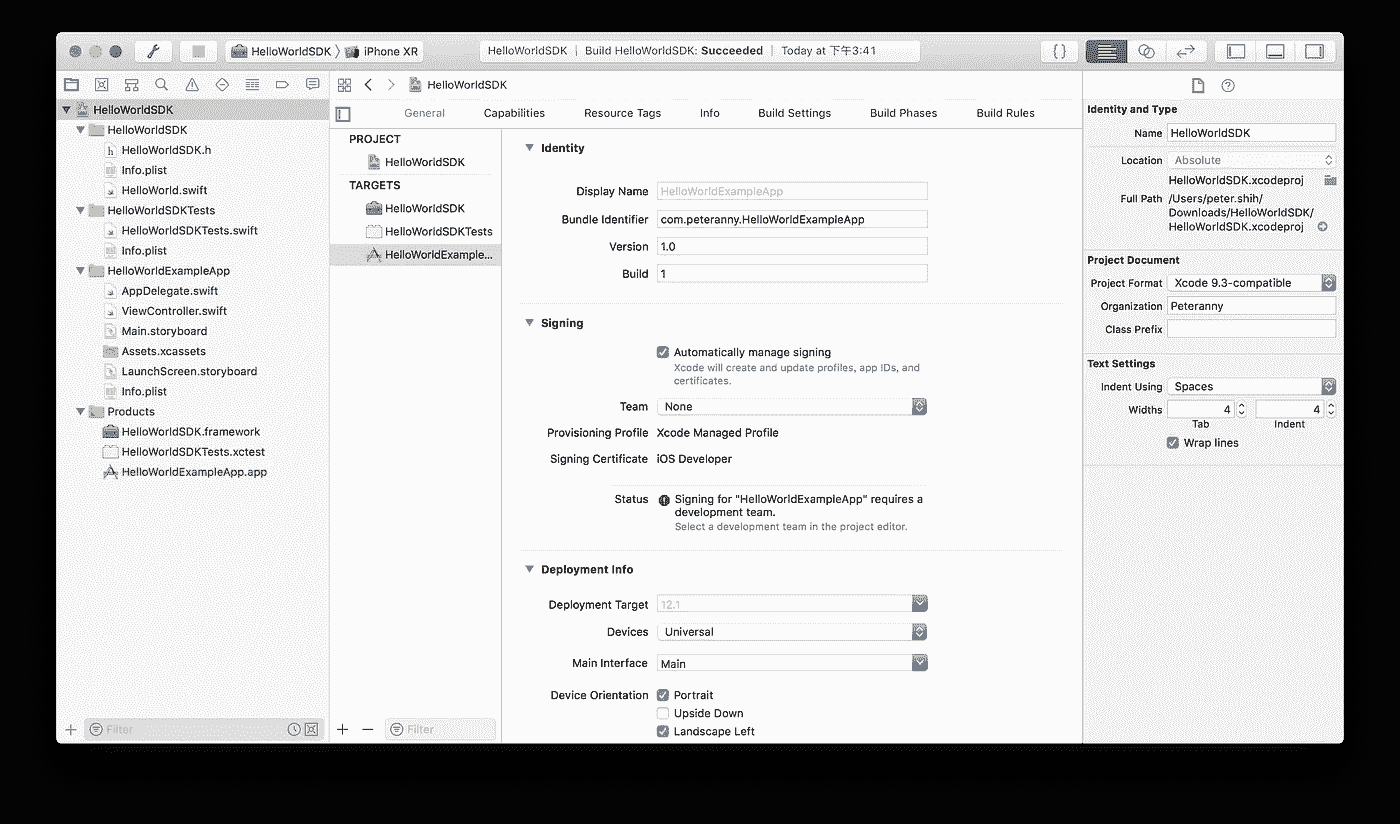 HelloWorldSDK 〉 iPhone XR
HelloWorldSDK | Build HelloWorldSDK: Succeeded | Today at 下午3:41
{ }
HelloWorldSDK
HelloWorldSDK
HelloWorldSDK.h
Info.plist
HelloWorld.swift
HelloWorldSDKTests
HelloWorldSDKTests.swift
Info.plist
HelloWorldExampleApp
AppDelegate.swift
ViewController.swift
Main.storyboard
Assets.xcassets
LaunchScreen.storyboard
Info.plist
Products
HelloWorldSDK.framework
HelloWorldSDKTests.xctest
HelloWorldExampleApp.app
Filter
HelloWorldSDK
General Capabilities Resource Tags Info Build Settings Build Phases Build Rules
PROJECT
HelloWorldSDK
TARGETS
HelloWorldSDK
HelloWorldSDKTests
HelloWorldExample...
Filter
Identity
Display Name HelloWorldExampleApp
Bundle Identifier com.peteranny.HelloWorldExampleApp
Version 1.0
Build 1
Signing
Automatically manage signing
Xcode will create and update profiles, app IDs, and
certificates.
Team None
Provisioning Profile Xcode Managed Profile
Signing Certificate iOS Developer
Status Signing for "HelloWorldExampleApp" requires a
development team.
Select a development team in the project editor.
Deployment Info
Deployment Target 12.1
Devices Universal
Main Interface Main
Device Orientation Portrait
Upside Down
Landscape Left
Identity and Type
Name HelloWorldSDK
Location Absolute
HelloWorldSDK.xcodeproj
Full Path /Users/peter.shih/
Downloads/HelloWorldSDK/
HelloWorldSDK.xcodeproj
Project Document
Project Format Xcode 9.3-compatible
Organization Peteranny
Class Prefix
Text Settings
Indent Using Spaces
Widths 4 4
Tab Indent
Wrap lines